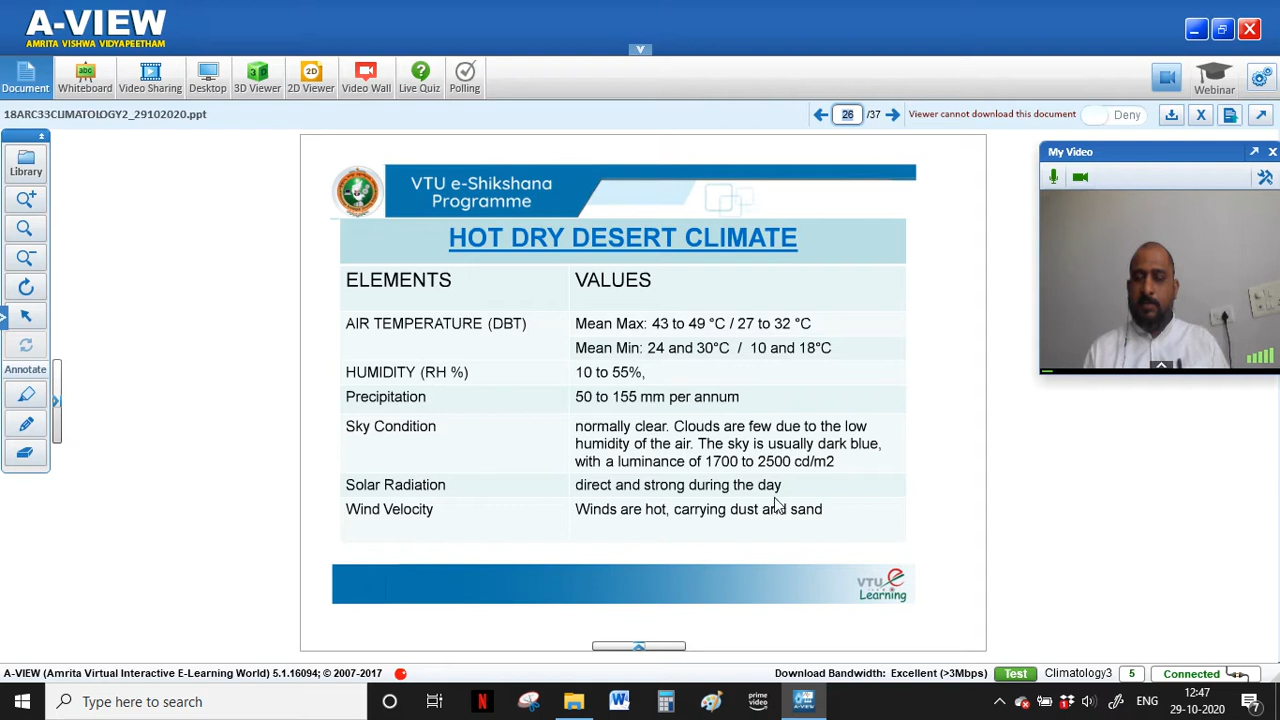 A-VIEW
AMRITA VISHWA VIDYAPEETHAM
Document
Whiteboard
Video Sharing
Desktop
3D
3D Viewer
2D
2D Viewer
Video Wall
Live Quiz
Polling
Webinar
18ARC33CLIMATOLOGY2_29102020.ppt
26 /37
Viewer cannot download this document
Deny
Library
Annotate
My Video
VTU e-Shikshana
Programme
HOT DRY DESERT CLIMATE
ELEMENTS VALUES
AIR TEMPERATURE (DBT) Mean Max: 43 to 49 °C / 27 to 32 °C
Mean Min: 24 and 30°C / 10 and 18°C
HUMIDITY (RH %) 10 to 55%,
Precipitation 50 to 155 mm per annum
Sky Condition normally clear. Clouds are few due to the low
humidity of the air. The sky is usually dark blue,
with a luminance of 1700 to 2500 cd/m2
Solar Radiation direct and strong during the day
Wind Velocity Winds are hot, carrying dust and sand
VTU e
Learning
A-VIEW (Amrita Virtual Interactive E-Learning World) 5.1.16094; © 2007-2017
Download Bandwidth: Excellent (>3Mbps) Test Climatology3 5 Connected
Type here to search
prime
video
ENG
12:47
29-10-2020
7